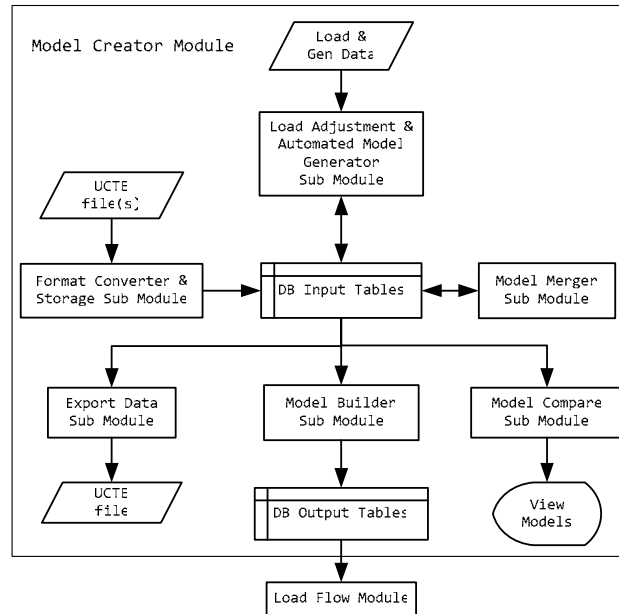 Model Creator Module
Load &
Gen Data
Load Adjustment &
Automated Model
Generator
Sub Module
UCTE
file(s)
Format Converter &
Storage Sub Module
DB Input Tables
Model Merger
Sub Module
Export Data
Sub Module
Model Builder
Sub Module
Model Compare
Sub Module
UCTE
file
DB Output Tables
View
Models
Load Flow Module